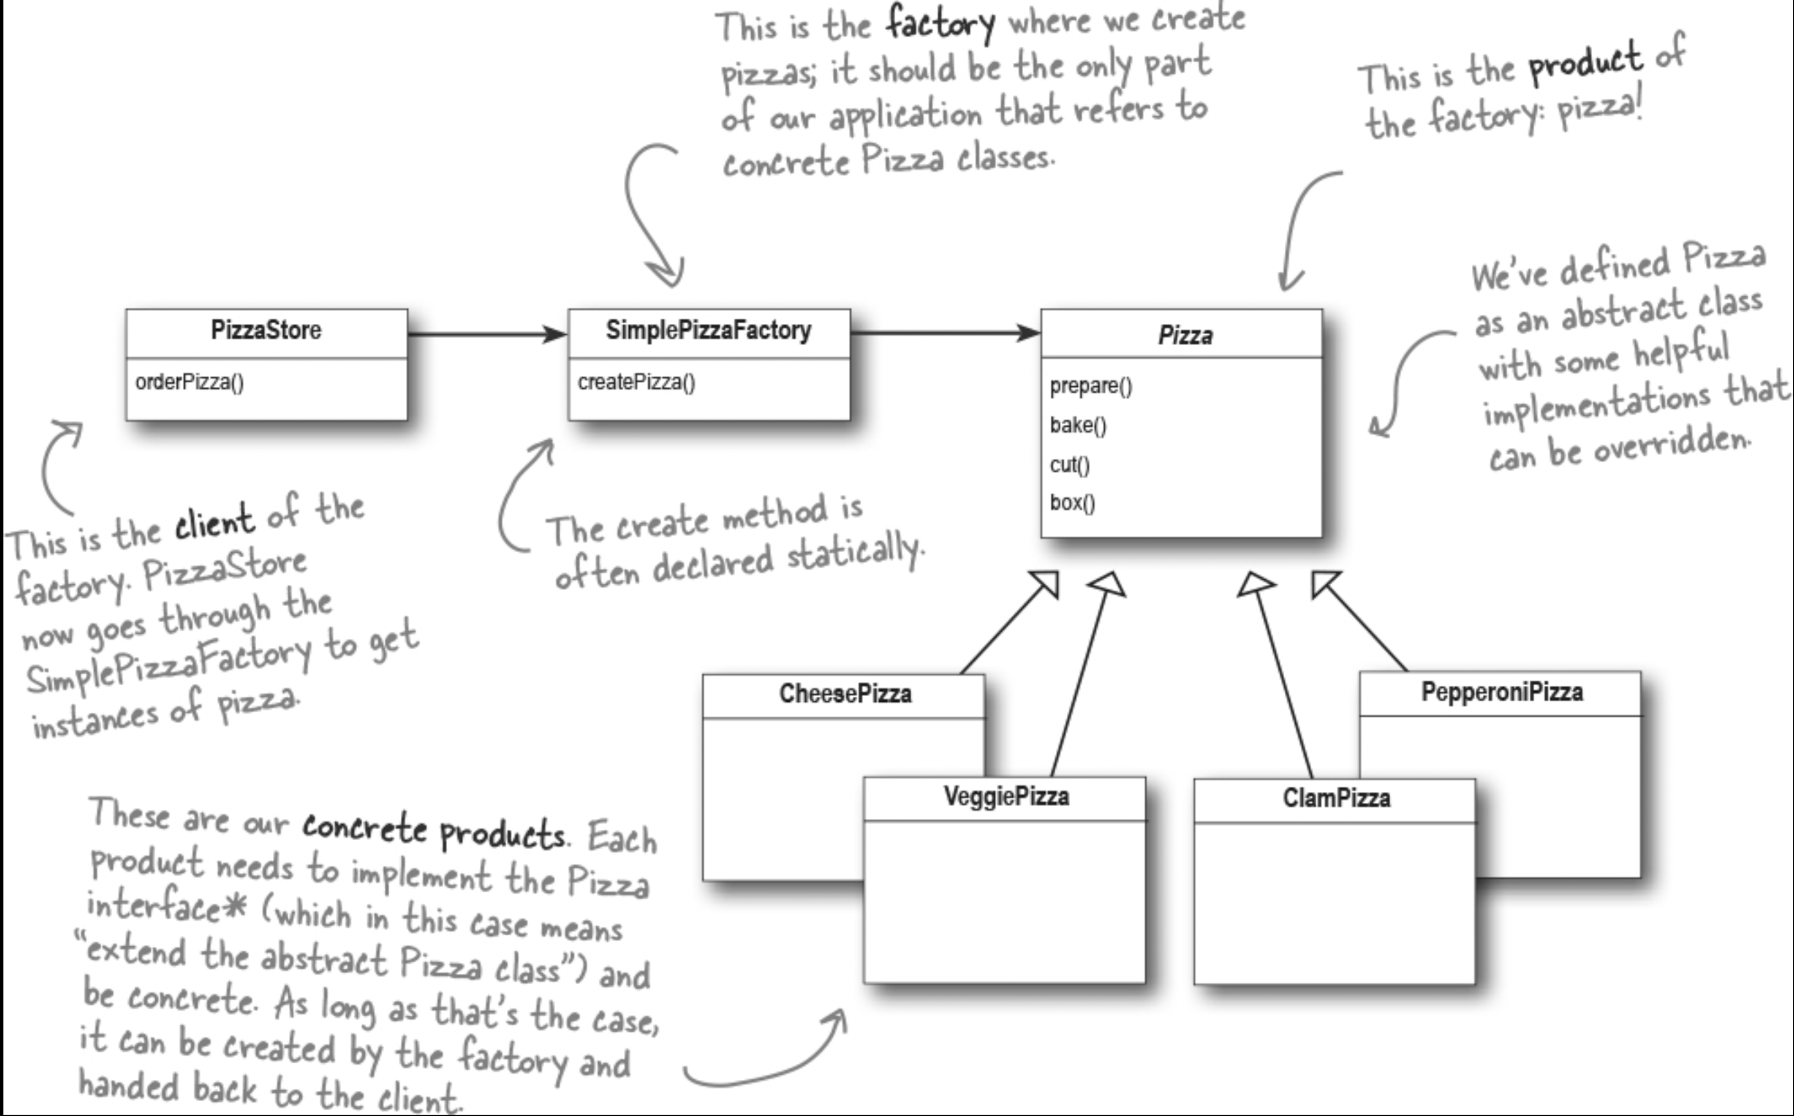 This is the factory where we create
pizzas; it should be the only part
of our application that refers to
concrete Pizza classes.
This is the product of
the factory: pizza!
We've defined Pizza
as an abstract class
with some helpful
implementations that
can be overridden.
PizzaStore
orderPizza()
SimplePizzaFactory
createPizza()
Pizza
prepare()
bake()
cut()
box()
This is the client of the
factory. PizzaStore
now goes through the
SimplePizzaFactory to get
instances of pizza.
The create method is
often declared statically.
CheesePizza
VeggiePizza
ClamPizza
PepperoniPizza
These are our concrete products. Each
product needs to implement the Pizza
interface* (which in this case means
“extend the abstract Pizza class”) and
be concrete. As long as that's the case,
it can be created by the factory and
handed back to the client.